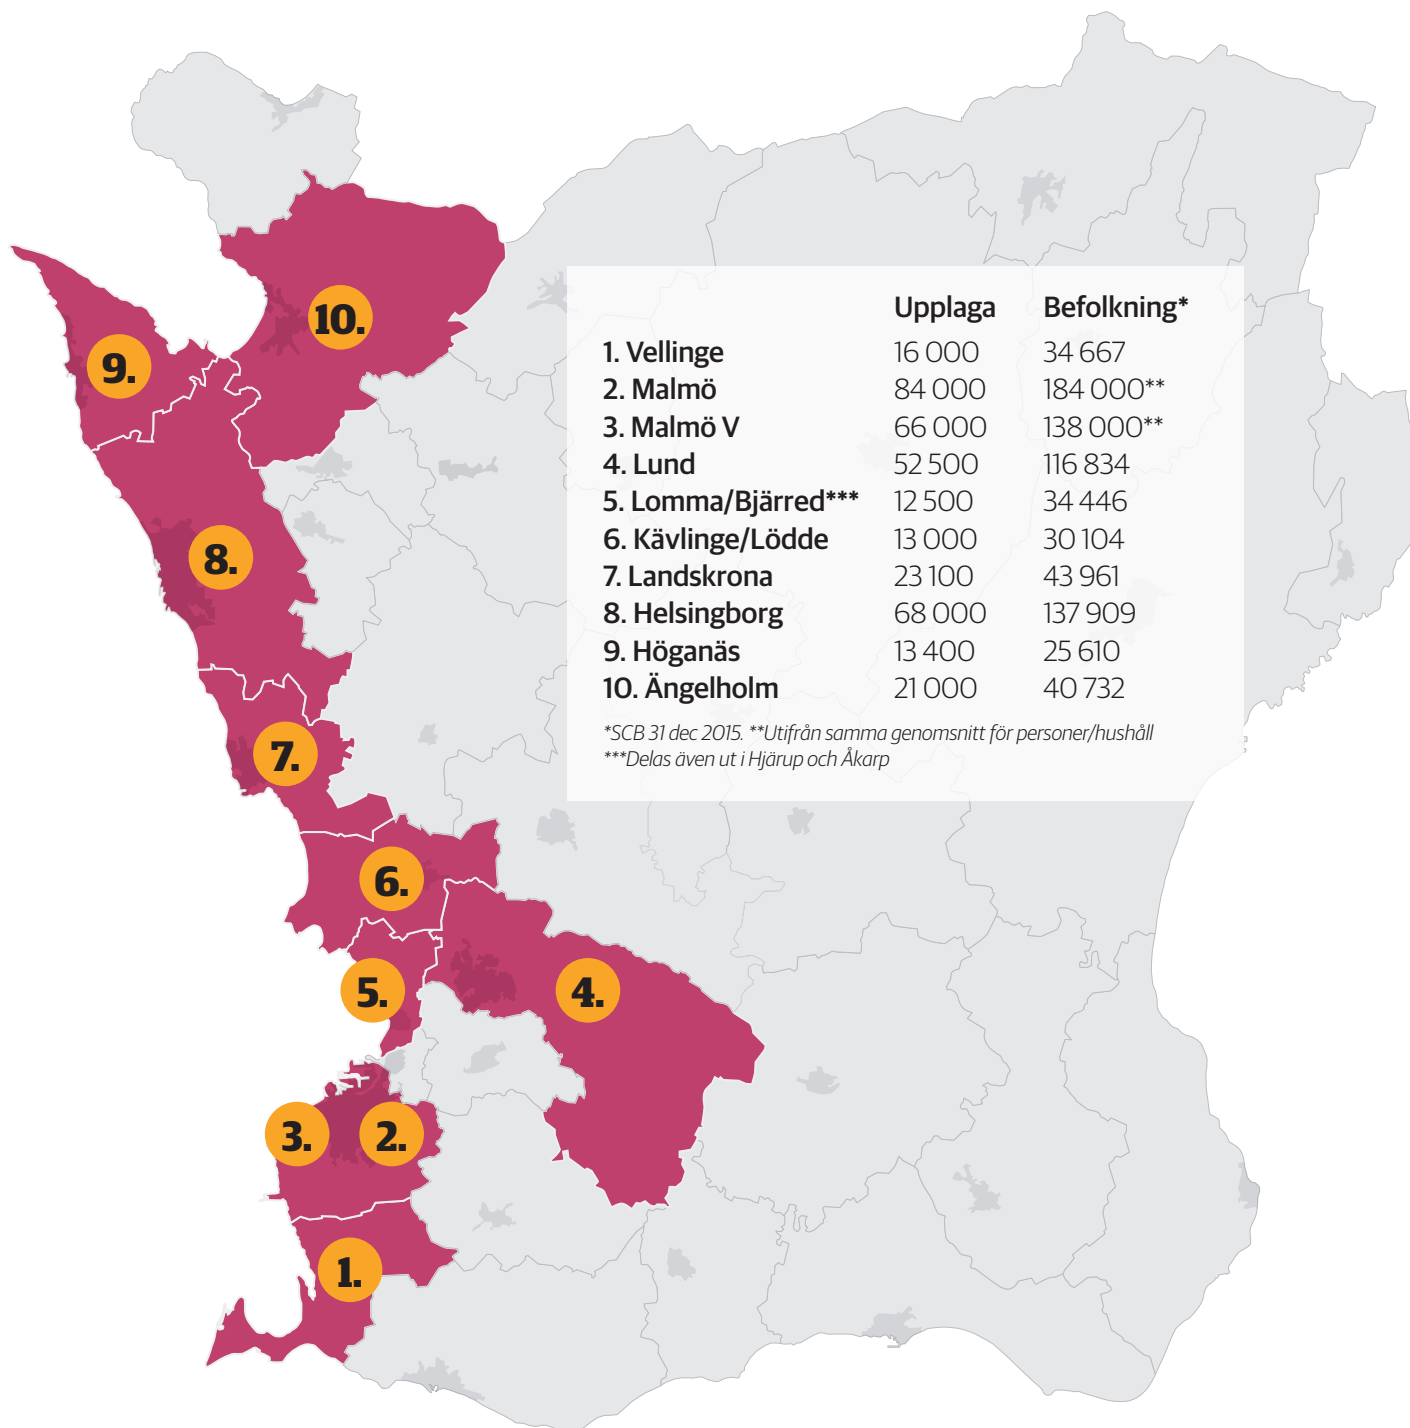 Upplaga Befolkning*
1. Vellinge 16 000 34 667
2. Malmö 84 000 184 000**
3. Malmö V 66 000 138 000**
4. Lund 52 500 116 834
5. Lomma/Bjärred*** 12 500 34 446
6. Kävlinge/Lödde 13 000 30 104
7. Landskrona 23 100 43 961
8. Helsingborg 68 000 137 909
9. Höganäs 13 400 25 610
10. Ängelholm 21 000 40 732
*SCB 31 dec 2015. **Utifrån samma genomsnitt för personer/hushåll
***Delas även ut i Hjärup och Åkarp
10.
9.
8.
7.
6.
5.
4.
3.
2.
1.